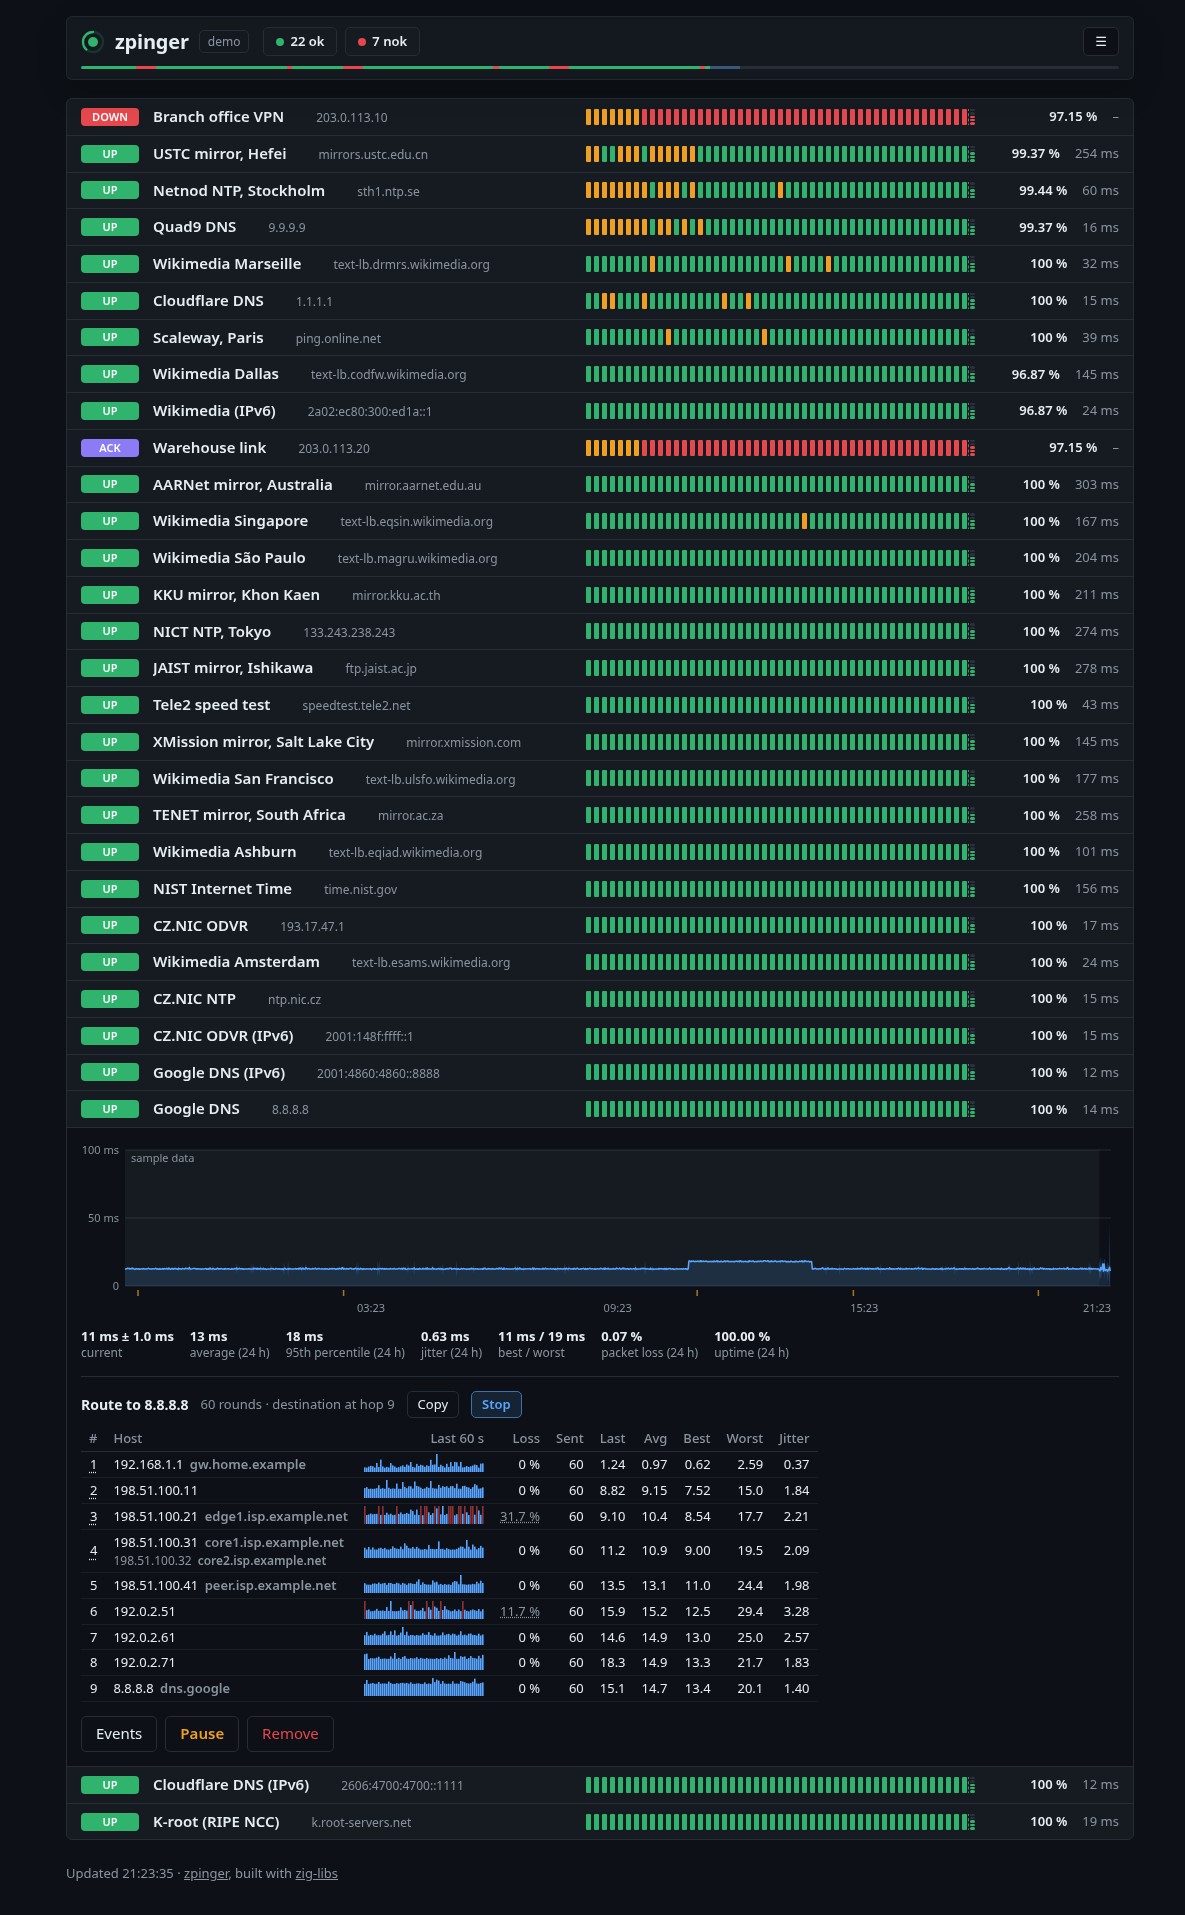 zpinger demo 22 ok 7 nok ☰
DOWN Branch office VPN 203.0.113.10 97.15 % –
UP USTC mirror, Hefei mirrors.ustc.edu.cn 99.37 % 254 ms
UP Netnod NTP, Stockholm sth1.ntp.se 99.44 % 60 ms
UP Quad9 DNS 9.9.9.9 99.37 % 16 ms
UP Wikimedia Marseille text-lb.drmrs.wikimedia.org 100 % 32 ms
UP Cloudflare DNS 1.1.1.1 100 % 15 ms
UP Scaleway, Paris ping.online.net 100 % 39 ms
UP Wikimedia Dallas text-lb.codfw.wikimedia.org 96.87 % 145 ms
UP Wikimedia (IPv6) 2a02:ec80:300:ed1a::1 96.87 % 24 ms
ACK Warehouse link 203.0.113.20 97.15 % –
UP AARNet mirror, Australia mirror.aarnet.edu.au 100 % 303 ms
UP Wikimedia Singapore text-lb.eqsin.wikimedia.org 100 % 167 ms
UP Wikimedia São Paulo text-lb.magru.wikimedia.org 100 % 204 ms
UP KKU mirror, Khon Kaen mirror.kku.ac.th 100 % 211 ms
UP NICT NTP, Tokyo 133.243.238.243 100 % 274 ms
UP JAIST mirror, Ishikawa ftp.jaist.ac.jp 100 % 278 ms
UP Tele2 speed test speedtest.tele2.net 100 % 43 ms
UP XMission mirror, Salt Lake City mirror.xmission.com 100 % 145 ms
UP Wikimedia San Francisco text-lb.ulsfo.wikimedia.org 100 % 177 ms
UP TENET mirror, South Africa mirror.ac.za 100 % 258 ms
UP Wikimedia Ashburn text-lb.eqiad.wikimedia.org 100 % 101 ms
UP NIST Internet Time time.nist.gov 100 % 156 ms
UP CZ.NIC ODVR 193.17.47.1 100 % 17 ms
UP Wikimedia Amsterdam text-lb.esams.wikimedia.org 100 % 24 ms
UP CZ.NIC NTP ntp.nic.cz 100 % 15 ms
UP CZ.NIC ODVR (IPv6) 2001:148f:ffff::1 100 % 15 ms
UP Google DNS (IPv6) 2001:4860:4860::8888 100 % 12 ms
UP Google DNS 8.8.8.8 100 % 14 ms
100 ms sample data
50 ms
0
03:23 09:23 15:23 21:23
11 ms ± 1.0 ms 13 ms 18 ms 0.63 ms 11 ms / 19 ms 0.07 % 100.00 %
current average (24 h) 95th percentile (24 h) jitter (24 h) best / worst packet loss (24 h) uptime (24 h)
Route to 8.8.8.8 60 rounds · destination at hop 9 Copy Stop
# Host Last 60 s Loss Sent Last Avg Best Worst Jitter
1 192.168.1.1 gw.home.example 0 % 60 1.24 0.97 0.62 2.59 0.37
2 198.51.100.11 0 % 60 8.82 9.15 7.52 15.0 1.84
3 198.51.100.21 edge1.isp.example.net 31.7 % 60 9.10 10.4 8.54 17.7 2.21
4 198.51.100.31 core1.isp.example.net 0 % 60 11.2 10.9 9.00 19.5 2.09
198.51.100.32 core2.isp.example.net
5 198.51.100.41 peer.isp.example.net 0 % 60 13.5 13.1 11.0 24.4 1.98
6 192.0.2.51 11.7 % 60 15.9 15.2 12.5 29.4 3.28
7 192.0.2.61 0 % 60 14.6 14.9 13.0 25.0 2.57
8 192.0.2.71 0 % 60 18.3 14.9 13.3 21.7 1.83
9 8.8.8.8 dns.google 0 % 60 15.1 14.7 13.4 20.1 1.40
Events Pause Remove
UP Cloudflare DNS (IPv6) 2606:4700:4700::1111 100 % 12 ms
UP K-root (RIPE NCC) k.root-servers.net 100 % 19 ms
Updated 21:23:35 · zpinger, built with zig-libs